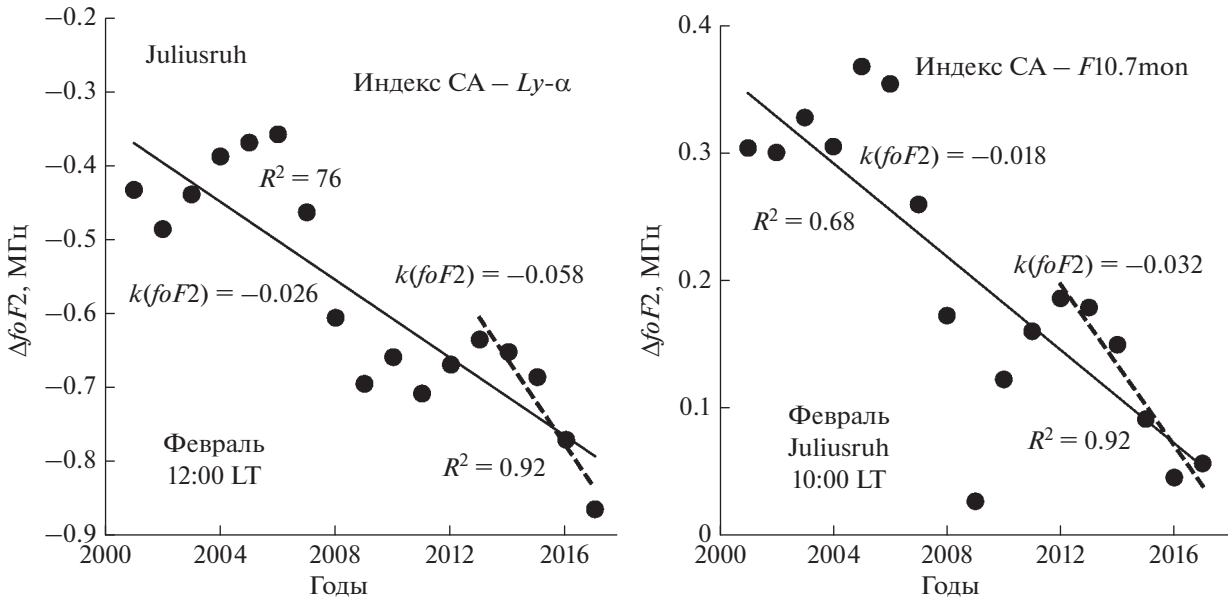 −0.2
−0.3
−0.4
−0.5
−0.6
−0.7
−0.8
−0.9
ΔfoF2, МГц
Juliusruh
Индекс СА – Ly-α
R² = 76
k(foF2) = −0.026
k(foF2) = −0.058
Февраль
12:00 LT
R² = 0.92
2000 2004 2008 2012 2016
Годы
0.4
0.3
0.2
0.1
0
ΔfoF2, МГц
Индекс СА – F10.7mon
k(foF2) = −0.018
R² = 0.68
k(foF2) = −0.032
Февраль
Juliusruh
10:00 LT
R² = 0.92
2000 2004 2008 2012 2016
Годы